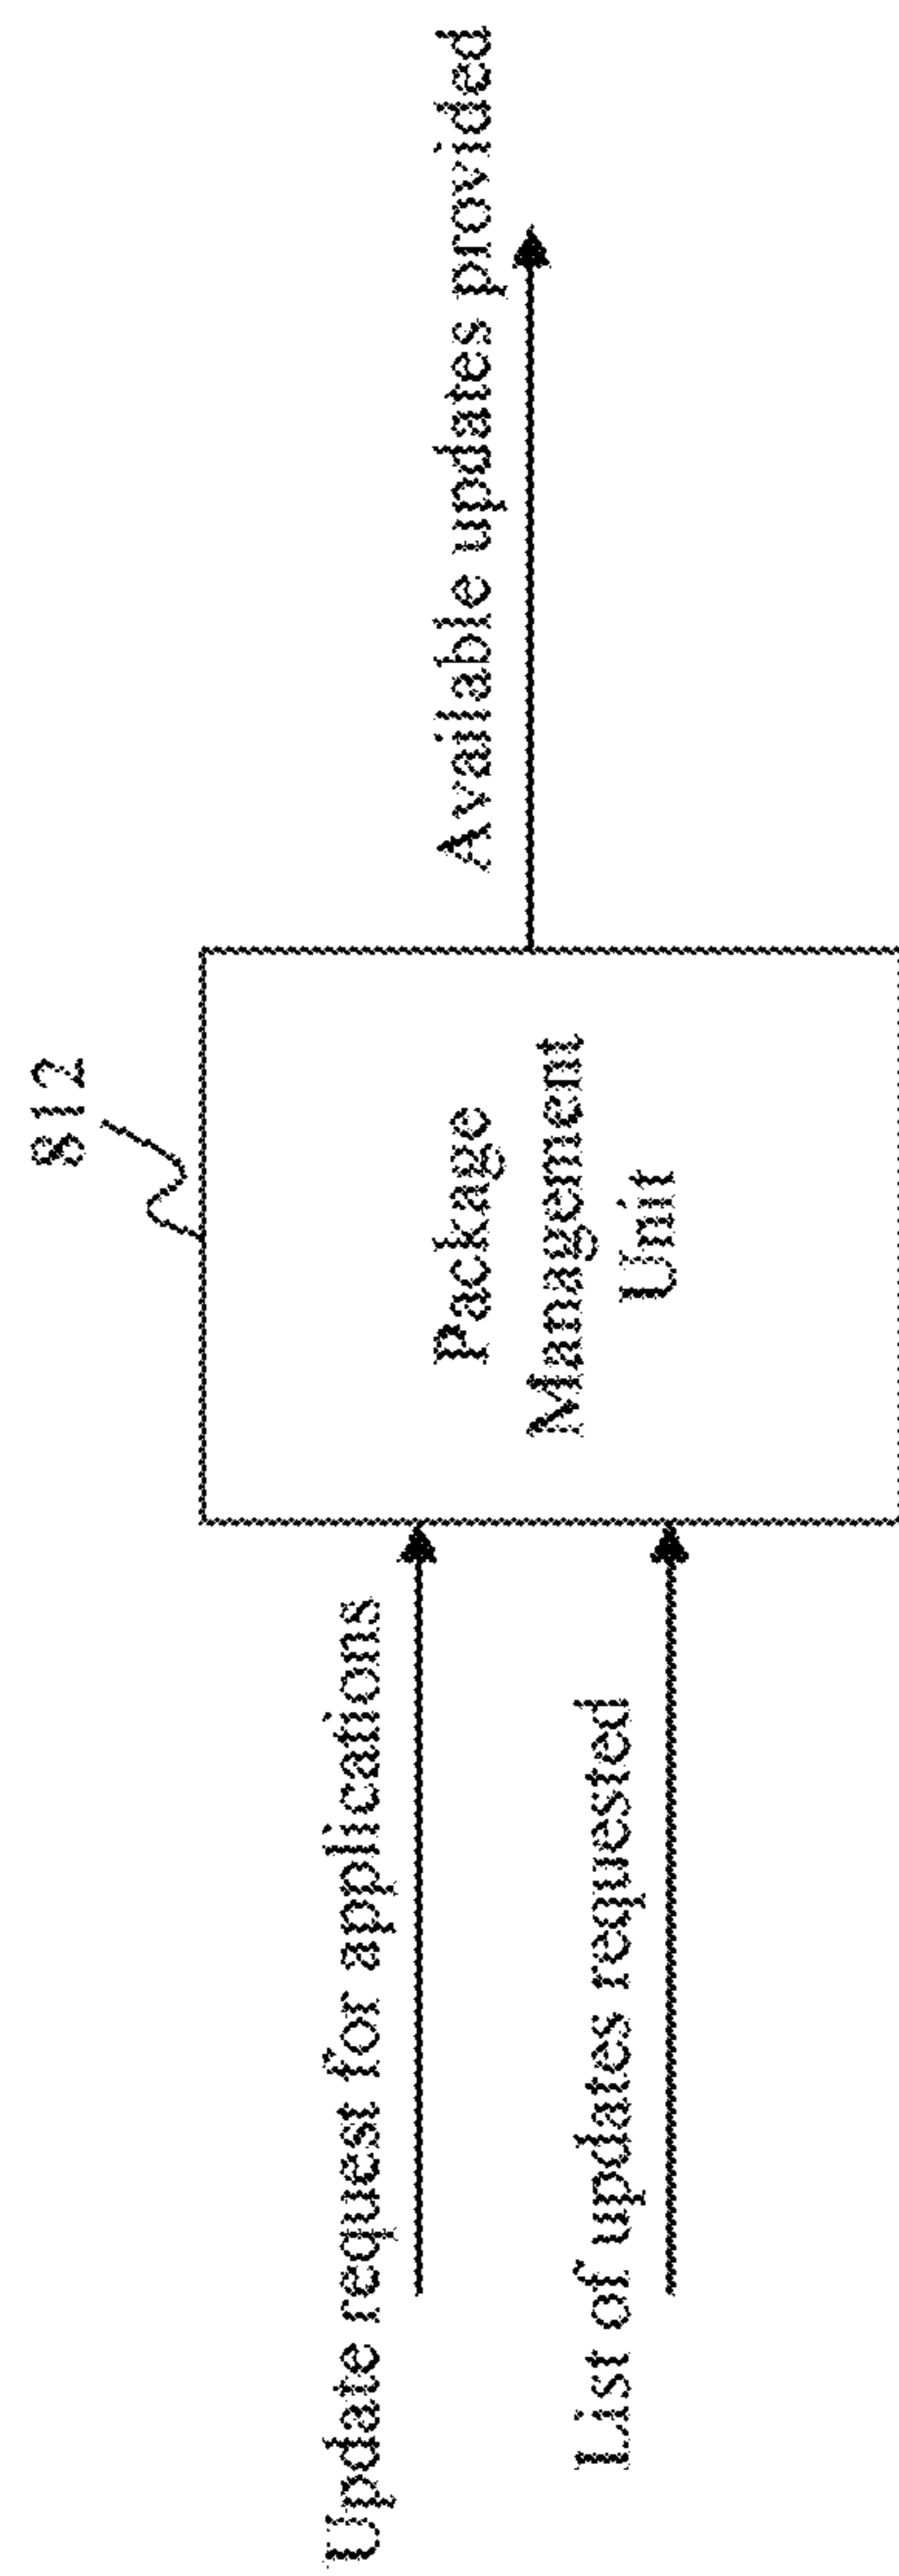 812
Update request for applications
List of updates requested
Package
Management
Unit
Available updates provided